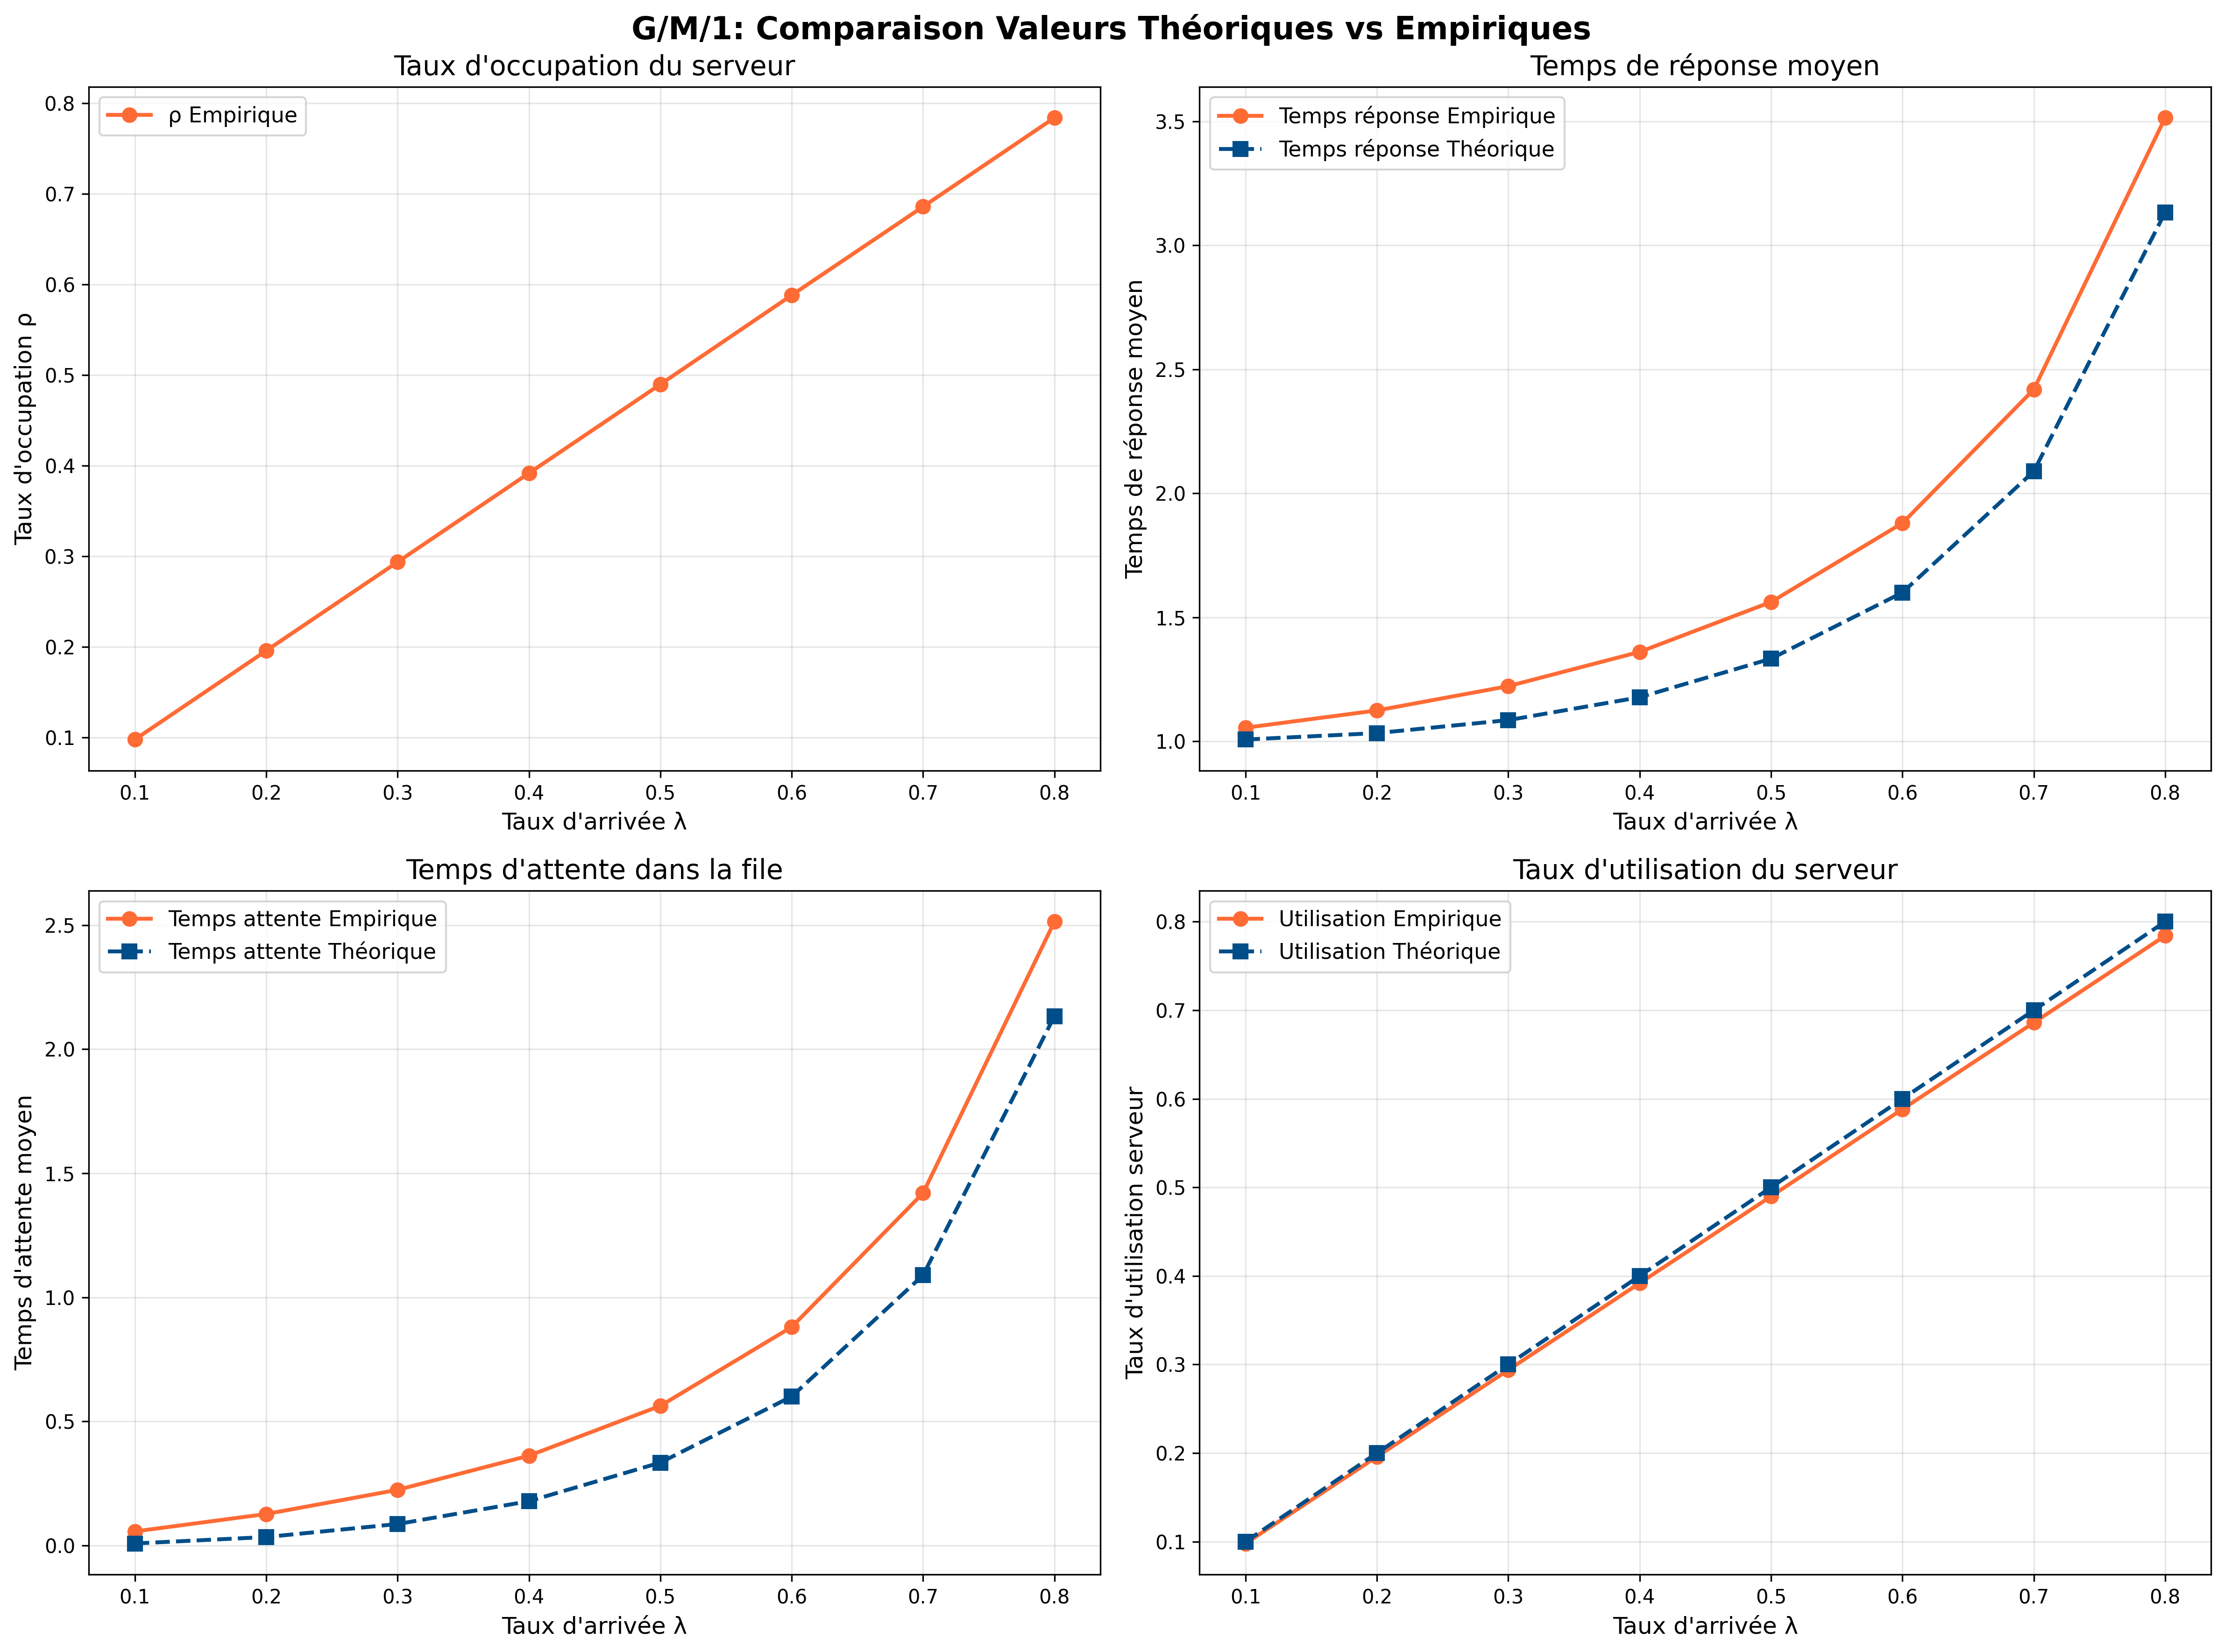 G/M/1: Comparaison Valeurs Théoriques vs Empiriques
Taux d'occupation du serveur
ρ Empirique
Taux d'occupation ρ
0.8
0.7
0.6
0.5
0.4
0.3
0.2
0.1
0.1 0.2 0.3 0.4 0.5 0.6 0.7 0.8
Taux d'arrivée λ
Temps de réponse moyen
Temps réponse Empirique
Temps réponse Théorique
Temps de réponse moyen
3.5
3.0
2.5
2.0
1.5
1.0
0.1 0.2 0.3 0.4 0.5 0.6 0.7 0.8
Taux d'arrivée λ
Temps d'attente dans la file
Temps attente Empirique
Temps attente Théorique
Temps d'attente moyen
2.5
2.0
1.5
1.0
0.5
0.0
0.1 0.2 0.3 0.4 0.5 0.6 0.7 0.8
Taux d'arrivée λ
Taux d'utilisation du serveur
Utilisation Empirique
Utilisation Théorique
Taux d'utilisation serveur
0.8
0.7
0.6
0.5
0.4
0.3
0.2
0.1
0.1 0.2 0.3 0.4 0.5 0.6 0.7 0.8
Taux d'arrivée λ